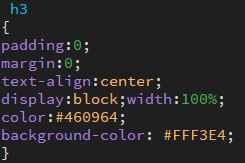 h3
{
padding:0;
margin:0;
text-align:center;
display:block;width:100%;
color:#460964;
background-color: #FFF3E4;
}